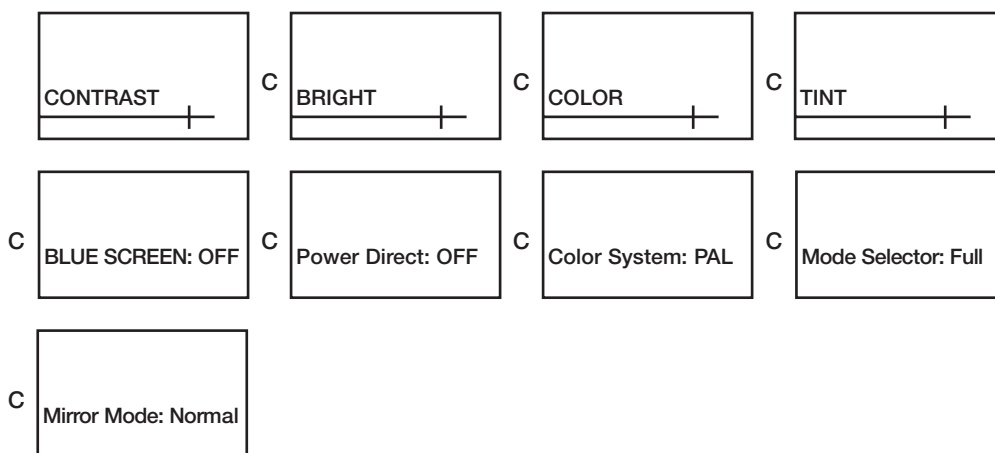 CONTRAST C BRIGHT C COLOR C TINT
C BLUE SCREEN: OFF C Power Direct: OFF C Color System: PAL C Mode Selector: Full
C Mirror Mode: Normal